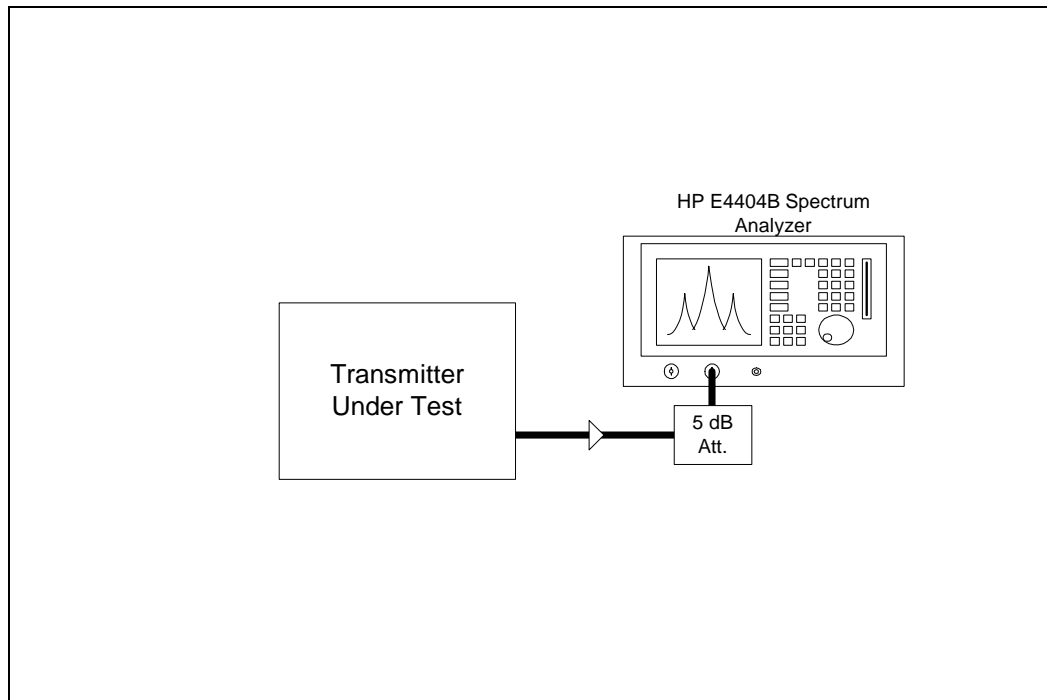 HP E4404B Spectrum
Analyzer
Transmitter
Under Test
5 dB
Att.